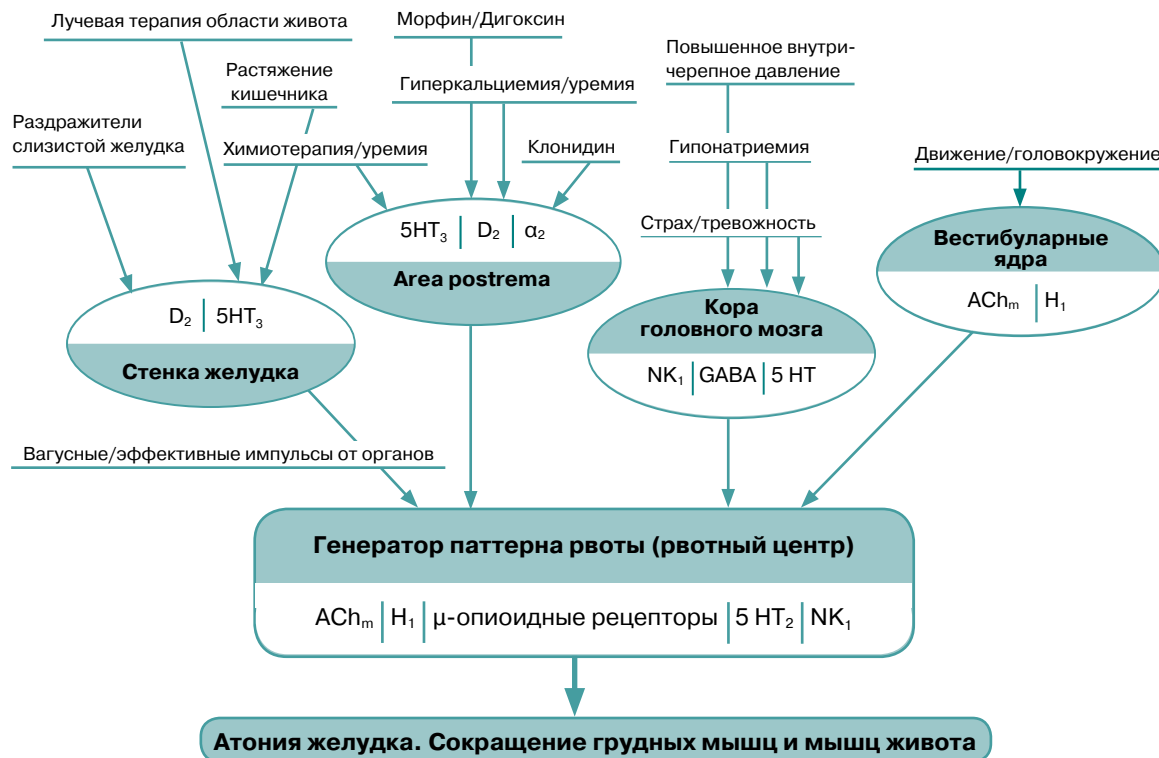 Лучевая терапия области живота
Морфин/Дигоксин
Повышенное внутри-
черепное давление
Растяжение
кишечника
Гиперкальциемия/уремия
Раздражители
слизистой желудка
Химиотерапия/уремия
Клонидин
Гипонатриемия
Движение/головокружение
Страх/тревожность
5HT₃ | D₂ | α₂
Area postrema
Вестибуларные
ядра
AChₘ | H₁
D₂ | 5HT₃
Стенка желудка
Кора
головного мозга
NK₁ | GABA | 5 HT
Вагусные/эффективные импульсы от органов
Генератор паттерна рвоты (рвотный центр)
AChₘ | H₁ | μ-опиоидные рецепторы | 5 HT₂ | NK₁
Атония желудка. Сокращение грудных мышц и мышц живота